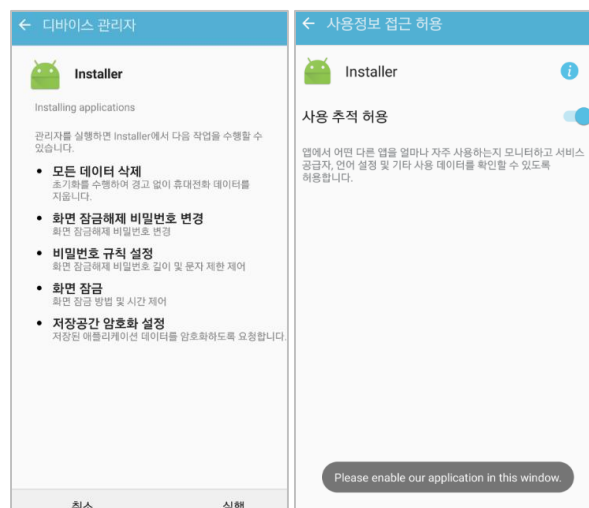 디바이스 관리자
Installer
Installing applications
관리자를 실행하면 Installer에서 다음 작업을 수행할 수
있습니다.
모든 데이터 삭제
초기화를 수행하여 경고 없이 휴대전화 데이터를
지웁니다.
화면 잠금해제 비밀번호 변경
화면 잠금해제 비밀번호 변경
비밀번호 규칙 설정
화면 잠금해제 비밀번호 길이 및 문자 제한 제어
화면 잠금
화면 잠금 방법 및 시간 제어
저장공간 암호화 설정
저장된 애플리케이션 데이터를 암호화하도록 요청합니다.
취소 실행
사용정보 접근 허용
Installer
사용 추적 허용
앱에서 어떤 다른 앱을 얼마나 자주 사용하는지 모니터하고 서비스
공급자, 언어 설정 및 기타 사용 데이터를 확인할 수 있도록
허용합니다.
Please enable our application in this window.